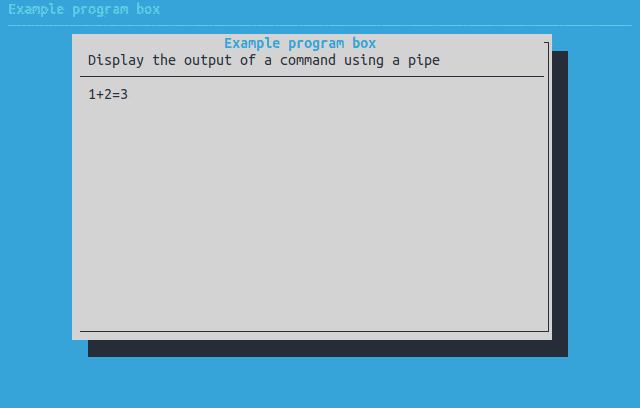 Example program box
Example program box
Display the output of a command using a pipe
1+2=3